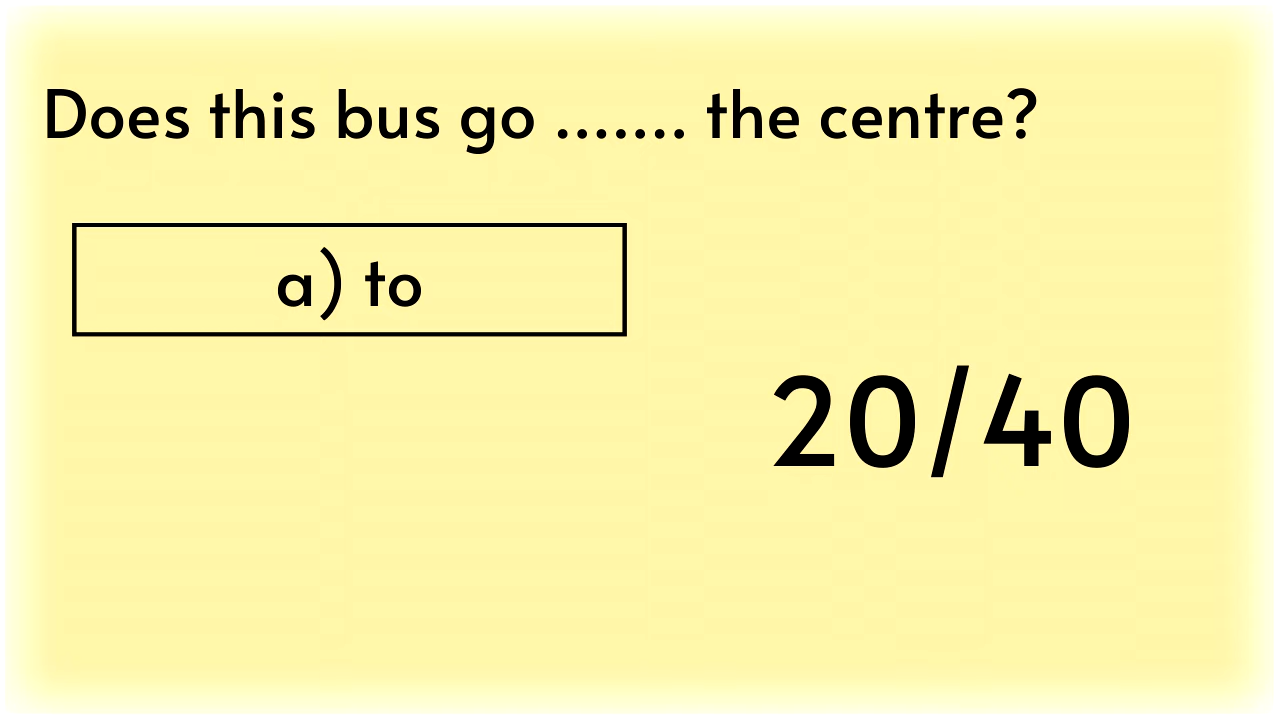 Does this bus go ....... the centre?
a) to
20/40